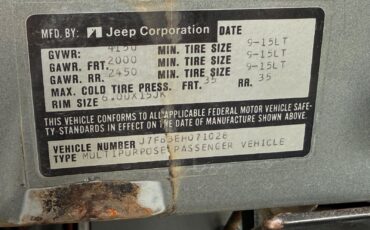 MFD. BY: Jeep Corporation DATE
GVWR: 4150 MIN. TIRE SIZE 9-15LT
GAWR. FRT. 2000 MIN. TIRE SIZE 9-15LT
GAWR. RR. 2450 MIN. TIRE SIZE 9-15LT
MAX. COLD TIRE PRESS. FRT. 35 RR. 35
RIM SIZE 6.00X15JK
THIS VEHICLE CONFORMS TO ALL APPLICABLE FEDERAL MOTOR VEHICLE SAFE-
TY-STANDARDS IN EFFECT ON THE DATE OF MANUFACTURE SHOWN ABOVE.
VEHICLE NUMBER J7F83EH071028
TYPE MULTIPURPOSE PASSENGER VEHICLE